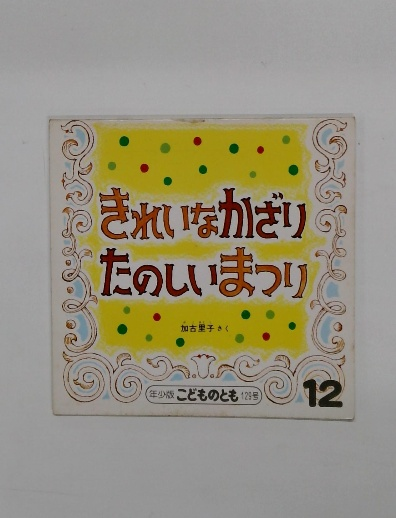 きれいなかざり
たのしいまつり
加古里子 さく
年少版 こどものとも 129号
12